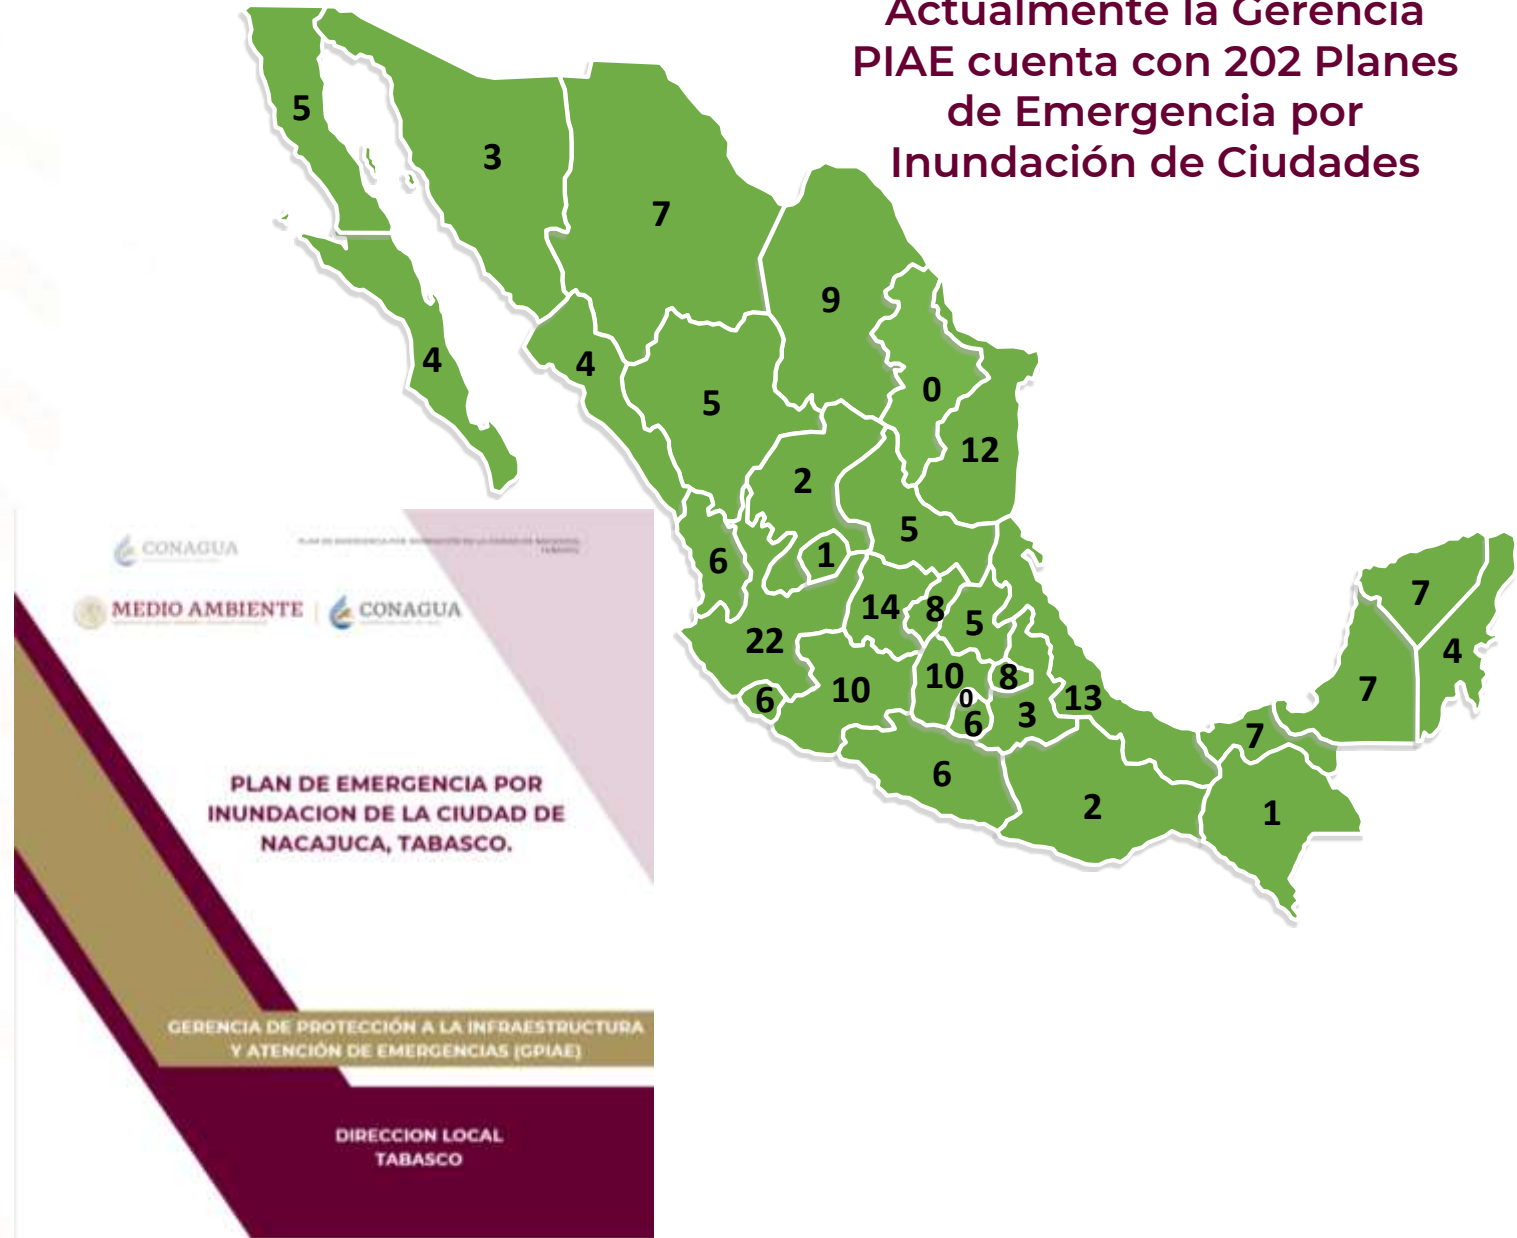 Actualmente la Gerencia
PIAE cuenta con 202 Planes
de Emergencia por
Inundación de Ciudades
5
3
7
9
4
4
5
0
12
2
5
6
1
14
8
5
22
10
10
8
0
6
6
3
13
7
7
4
7
6
2
1
CONAGUA
MEDIO AMBIENTE
CONAGUA
PLAN DE EMERGENCIA POR
INUNDACION DE LA CIUDAD DE
NACAJUCA, TABASCO.
GERENCIA DE PROTECCIÓN A LA INFRAESTRUCTURA
Y ATENCIÓN DE EMERGENCIAS (GPIAE)
DIRECCION LOCAL
TABASCO